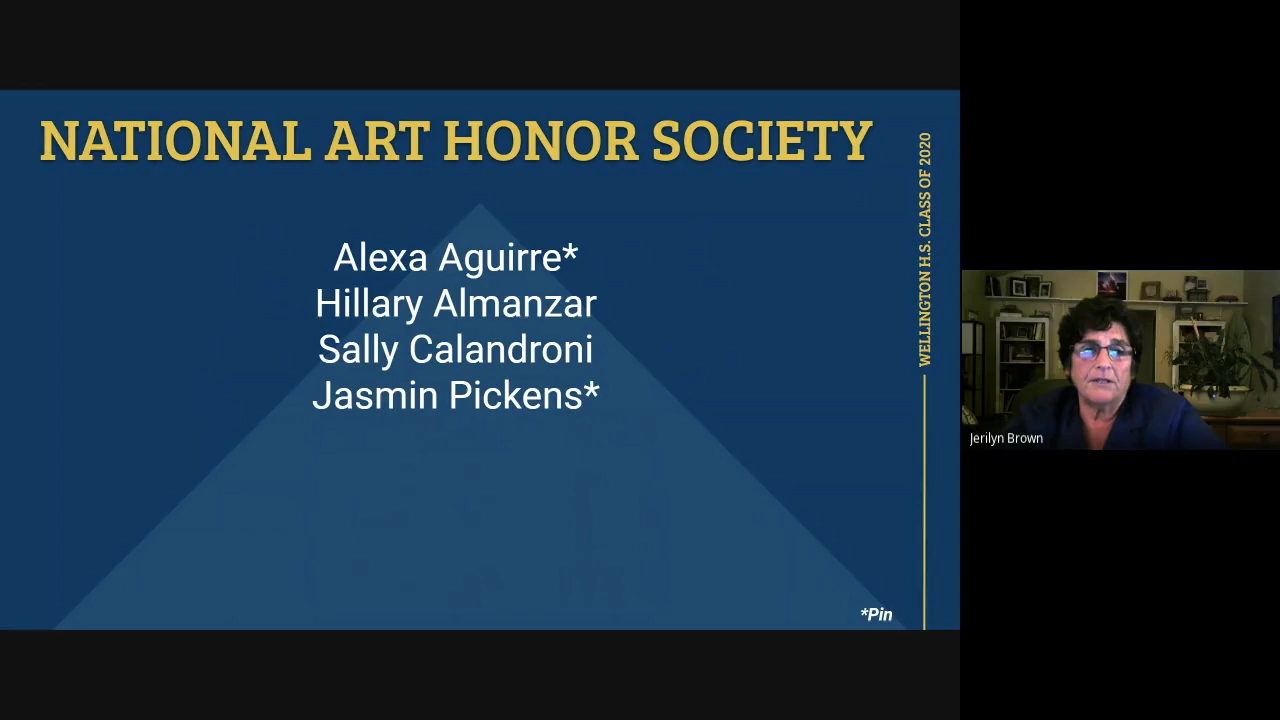 NATIONAL ART HONOR SOCIETY
Alexa Aguirre*
Hillary Almanzar
Sally Calandroni
Jasmin Pickens*
*Pin
WELLINGTON H.S. CLASS OF 2020
Jerilyn Brown